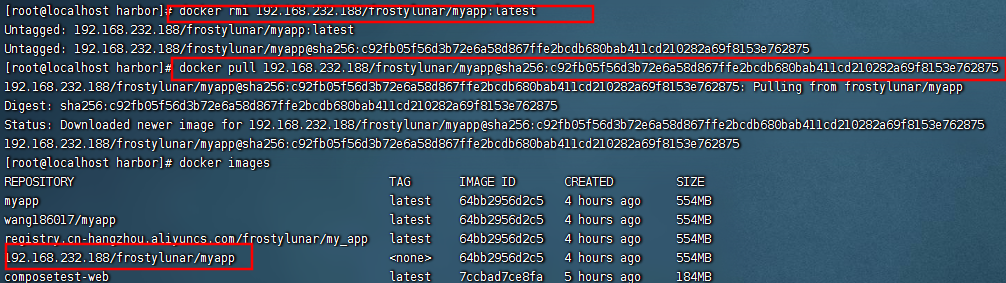 [root@localhost harbor]# docker rmi 192.168.232.188/frostylunar/myapp:latest
Untagged: 192.168.232.188/frostylunar/myapp:latest
Untagged: 192.168.232.188/frostylunar/myapp@sha256:c92fb05f56d3b72e6a58d867ffe2bcdb680bab411cd210282a69f8153e762875
[root@localhost harbor]# docker pull 192.168.232.188/frostylunar/myapp@sha256:c92fb05f56d3b72e6a58d867ffe2bcdb680bab411cd210282a69f8153e762875
192.168.232.188/frostylunar/myapp@sha256:c92fb05f56d3b72e6a58d867ffe2bcdb680bab411cd210282a69f8153e762875: Pulling from frostylunar/myapp
Digest: sha256:c92fb05f56d3b72e6a58d867ffe2bcdb680bab411cd210282a69f8153e762875
Status: Downloaded newer image for 192.168.232.188/frostylunar/myapp@sha256:c92fb05f56d3b72e6a58d867ffe2bcdb680bab411cd210282a69f8153e762875
192.168.232.188/frostylunar/myapp@sha256:c92fb05f56d3b72e6a58d867ffe2bcdb680bab411cd210282a69f8153e762875
[root@localhost harbor]# docker images
REPOSITORY TAG IMAGE ID CREATED SIZE
myapp latest 64bb2956d2c5 4 hours ago 554MB
wang186017/myapp latest 64bb2956d2c5 4 hours ago 554MB
registry.cn-hangzhou.aliyuncs.com/frostylunar/my_app latest 64bb2956d2c5 4 hours ago 554MB
192.168.232.188/frostylunar/myapp <none> 64bb2956d2c5 4 hours ago 554MB
composetest-web latest 7ccbad7ce8fa 5 hours ago 184MB